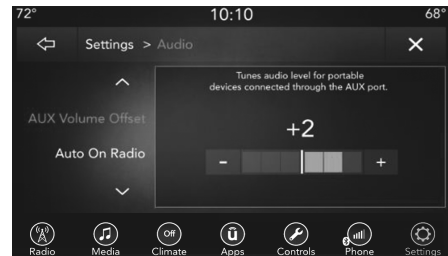 72° 10:10 68°
Settings > Audio
Tunes audio level for portable
devices connected through the AUX port.
AUX Volume Offset
+2
Auto On Radio
- +
Off
Radio Media Climate Apps Controls Phone Settings